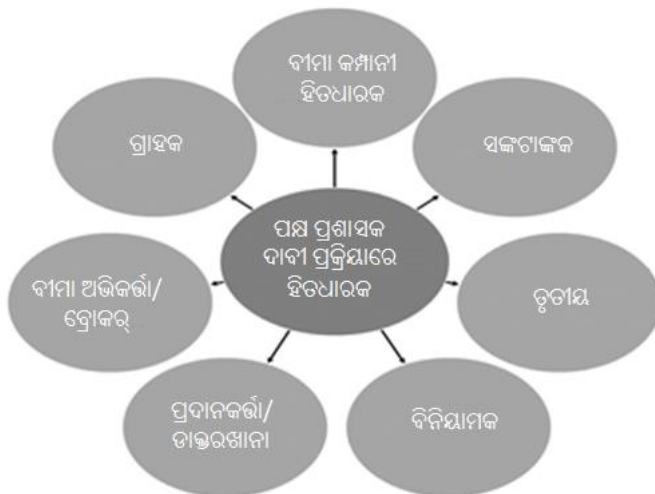 ବୀମା କମ୍ପାନୀ
ହିତଧାରକ
ଗ୍ରାହକ
ସଙ୍କଟାଙ୍କକ
ପକ୍ଷ ପ୍ରଶାସକ
ଦାବୀ ପ୍ରକ୍ରିୟାରେ
ହିତଧାରକ
ବୀମା ଅଭିକର୍ତ୍ତା/
ବ୍ରୋକର୍
ତୃତୀୟ
ପ୍ରଦାନକର୍ତ୍ତା/
ଡାକ୍ତରଖାନା
ବିନିୟାମକ